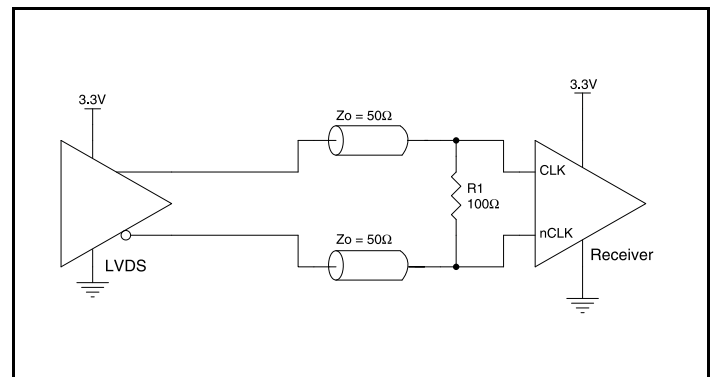 3.3V
3.3V
Zo = 50Ω
CLK
R1
100Ω
nCLK
Zo = 50Ω
Receiver
LVDS